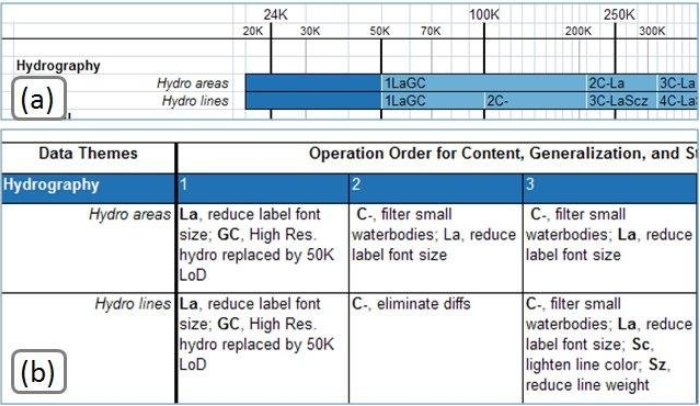 24K 100K 250K
20K 30K 50K 70K 200K 300K
Hydrography
Hydro areas 1LaGC 2C-La 3C-La
Hydro lines 1LaGC 2C- 3C-LaScz 4C-La
(a)
Data Themes Operation Order for Content, Generalization, and S
Hydrography 1 2 3
Hydro areas La, reduce label font C-, filter small C-, filter small
size; GC, High Res. waterbodies; La, reduce waterbodies; La, reduce
hydro replaced by 50K label font size label font size
LoD
Hydro lines La, reduce label font C-, eliminate diffs C-, filter small
size; GC, High Res. waterbodies; La, reduce
hydro replaced by 50K label font size; Sc,
LoD lighten line color; Sz,
reduce line weight
(b)